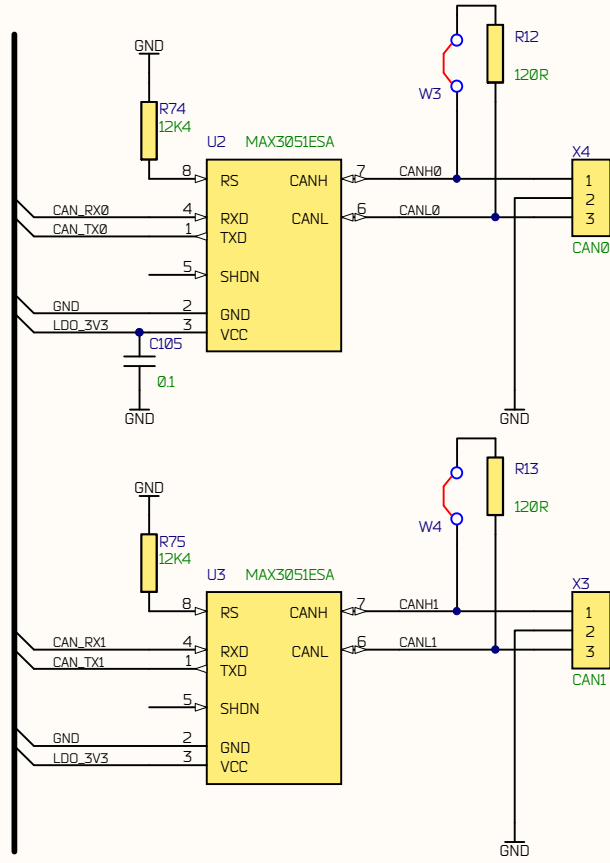 GND
R74
12K4
U2 MAX3051ESA
8 RS CANH 7 CANH0
CAN_RX0 4 RXD CANL 6 CANL0
CAN_TX0 1 TXD
5 SHDN
GND 2 GND
LDO_3V3 3 VCC
C105
0.1
GND
W3
R12
120R
X4
1
2
3
CAN0
GND
GND
R75
12K4
U3 MAX3051ESA
8 RS CANH 7 CANH1
CAN_RX1 4 RXD CANL 6 CANL1
CAN_TX1 1 TXD
5 SHDN
GND 2 GND
LDO_3V3 3 VCC
W4
R13
120R
X3
1
2
3
CAN1
GND